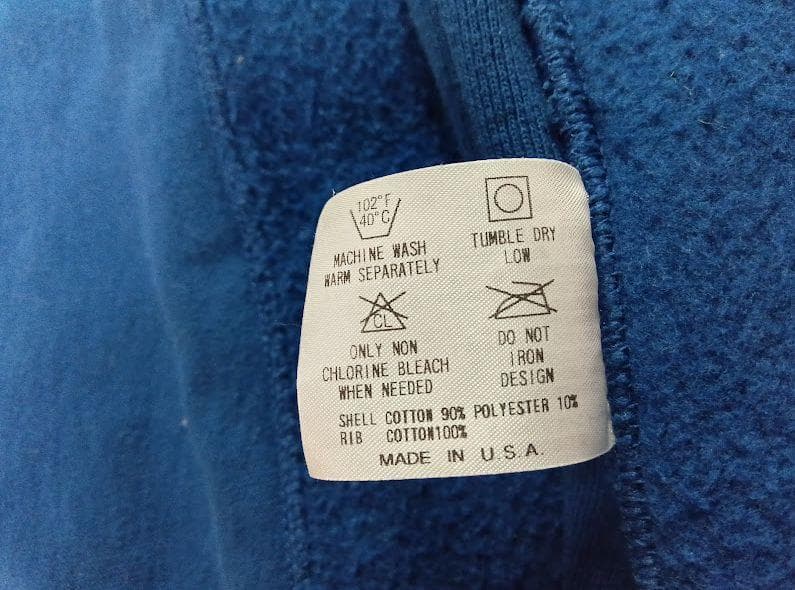 102°F
40°C
MACHINE WASH
WARM SEPARATELY
TUMBLE DRY
LOW
CL
ONLY NON
CHLORINE BLEACH
WHEN NEEDED
DO NOT
IRON
DESIGN
SHELL COTTON 90% POLYESTER 10%
RIB COTTON100%
MADE IN U.S.A.